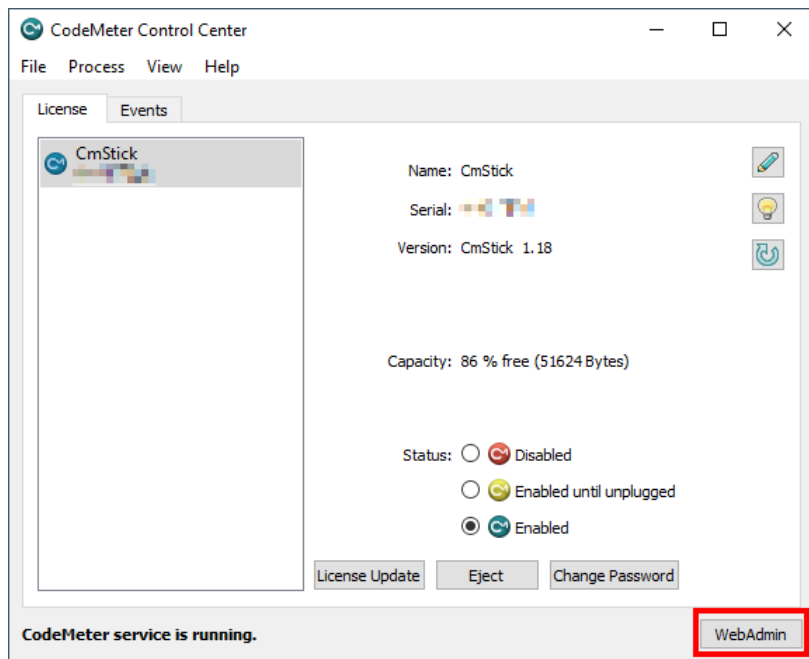 CodeMeter Control Center
File Process View Help
License Events
CmStick
Name: CmStick
Serial:
Version: CmStick 1.18
Capacity: 86 % free (51624 Bytes)
Status: Disabled
Enabled until unplugged
Enabled
License Update Eject Change Password
CodeMeter service is running. WebAdmin